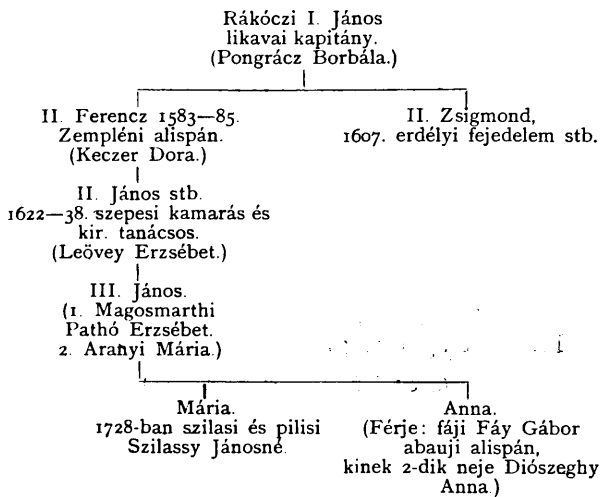 Rákóczi I. János
likavai kapitány.
(Pongrácz Borbála.)
II. Ferencz 1583—85.
Zempléni alispán.
(Keczer Dora.)
II. Zsigmond,
1607. erdélyi fejedelem stb.
II. János stb.
1622—38. szepesi kamarás és
kir. tanácsos.
(Leövey Erzsébet.)
III. János.
(1. Magosmarthi
Pathó Erzsébet.
2. Aranyi Mária.)
Mária.
1728-ban szilasi és pilisi
Szilassy Jánosné.
Anna.
(Férje: fáji Fáy Gábor
abauji alispán,
kinek 2-dik neje Diószeghy
Anna.)